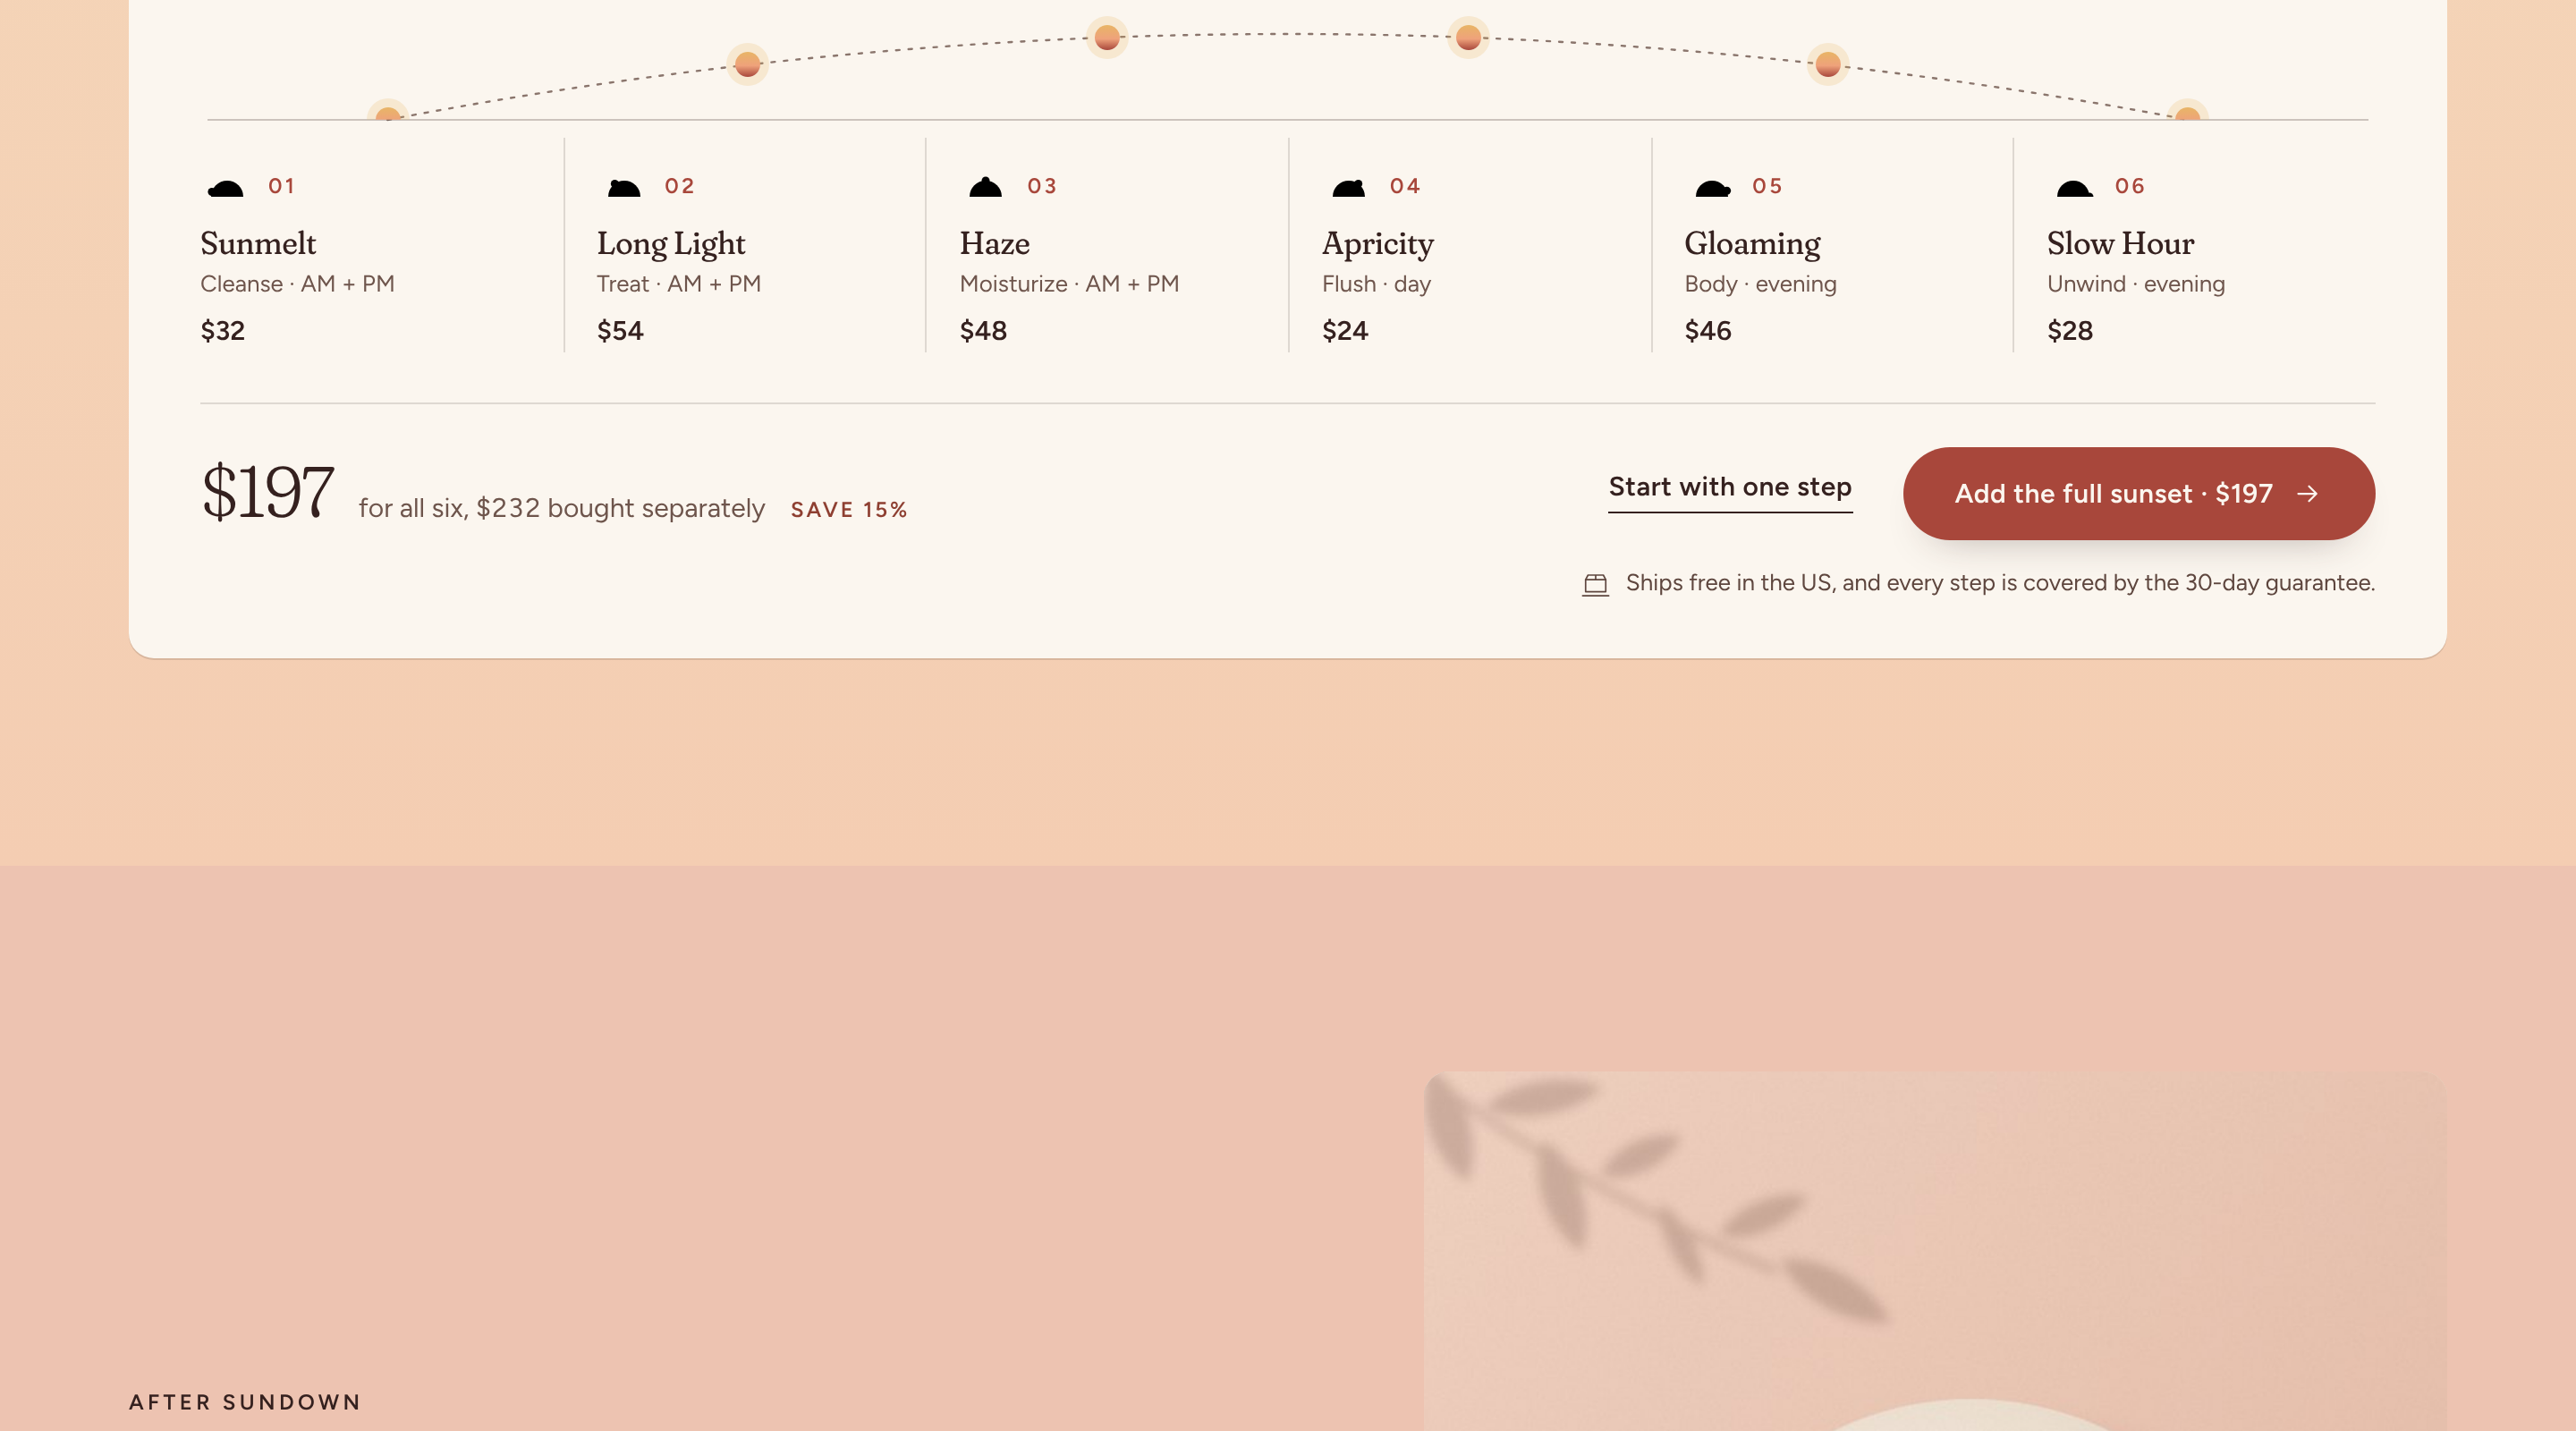 01
Sunmelt
Cleanse · AM + PM
$32
02
Long Light
Treat · AM + PM
$54
03
Haze
Moisturize · AM + PM
$48
04
Apricity
Flush · day
$24
05
Gloaming
Body · evening
$46
06
Slow Hour
Unwind · evening
$28
$197 for all six, $232 bought separately SAVE 15%
Start with one step
Add the full sunset · $197 →
Ships free in the US, and every step is covered by the 30-day guarantee.
AFTER SUNDOWN